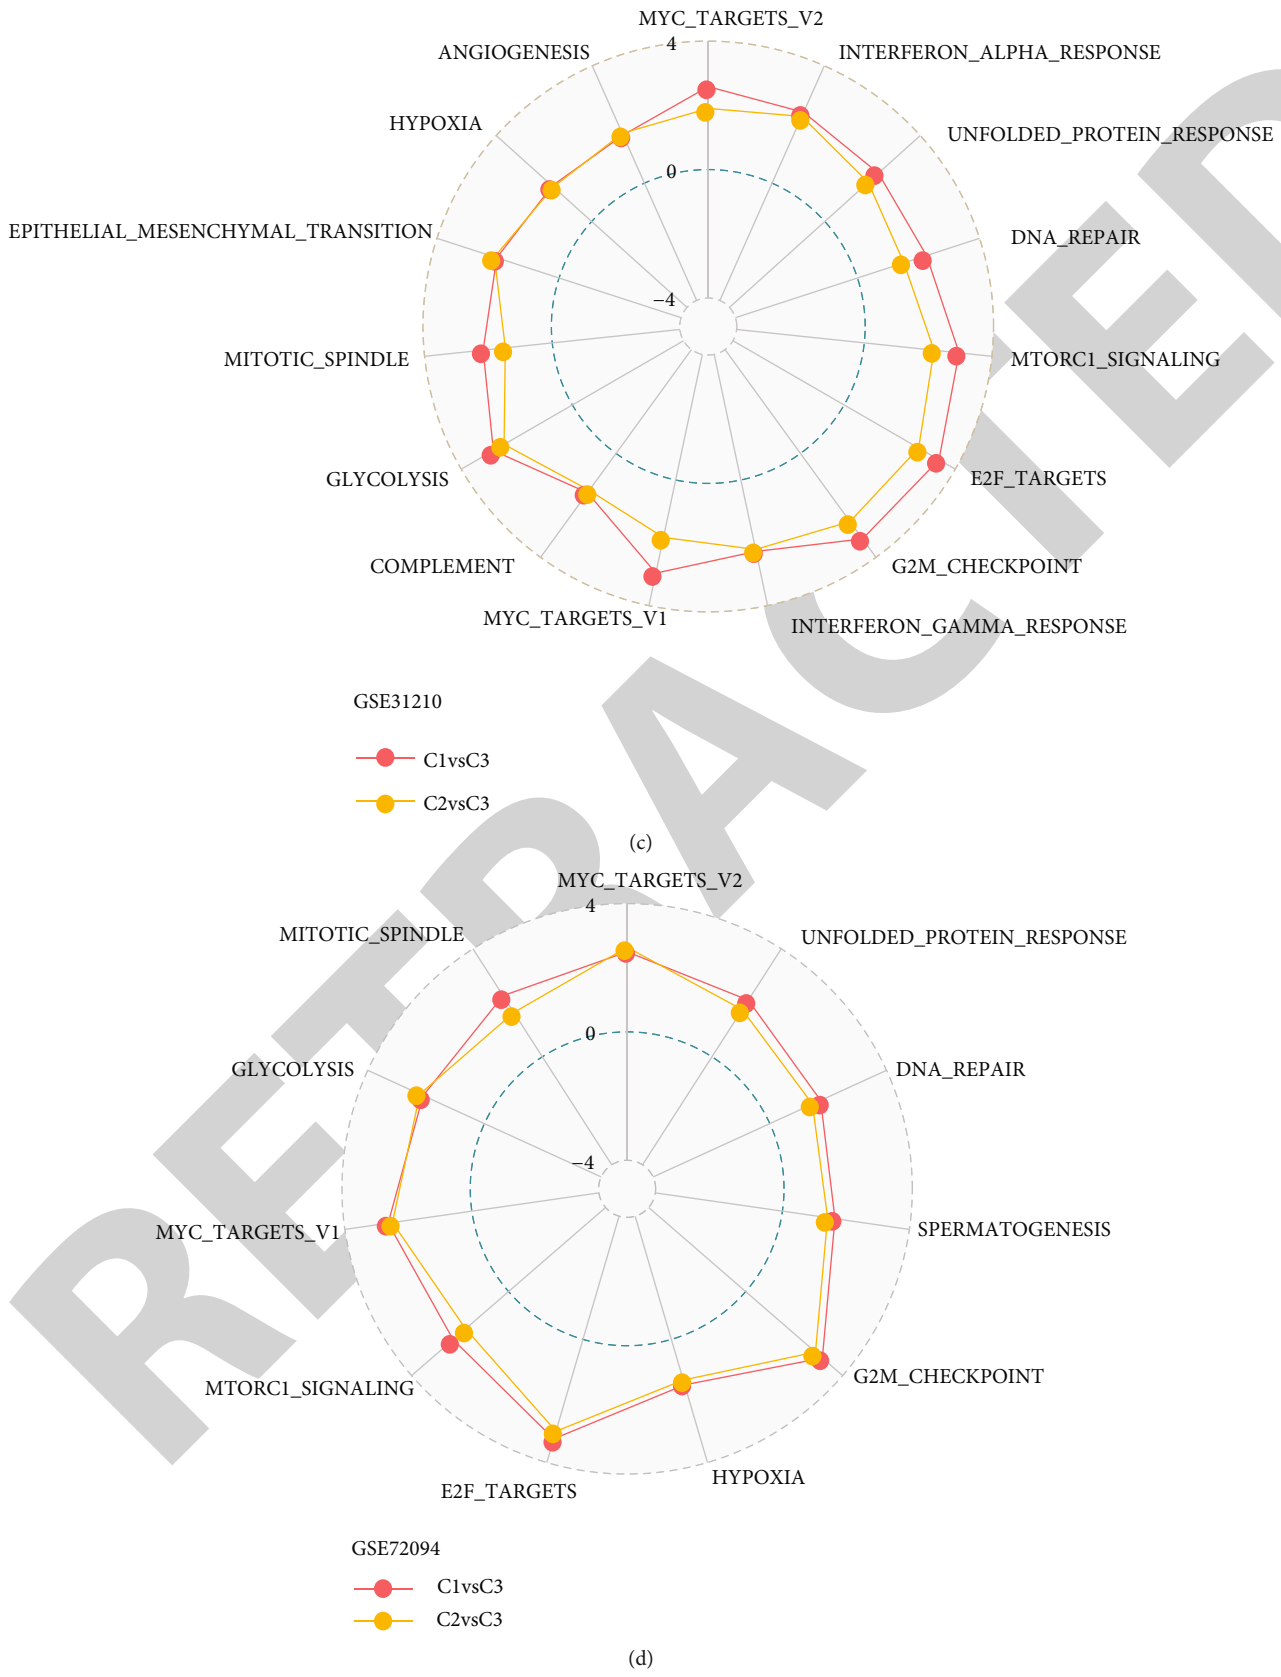 MYC_TARGETS_V2
4
ANGIOGENESIS
INTERFERON_ALPHA_RESPONSE
HYPOXIA
UNFOLDED_PROTEIN_RESPONSE
0
EPITHELIAL_MESENCHYMAL_TRANSITION
DNA_REPAIR
−4
MITOTIC_SPINDLE
MTORC1_SIGNALING
GLYCOLYSIS
E2F_TARGETS
COMPLEMENT
G2M_CHECKPOINT
MYC_TARGETS_V1
INTERFERON_GAMMA_RESPONSE
GSE31210
C1vsC3
C2vsC3
(c)
MYC_TARGETS_V2
4
MITOTIC_SPINDLE
UNFOLDED_PROTEIN_RESPONSE
0
GLYCOLYSIS
DNA_REPAIR
−4
MYC_TARGETS_V1
SPERMATOGENESIS
MTORC1_SIGNALING
G2M_CHECKPOINT
E2F_TARGETS
HYPOXIA
GSE72094
C1vsC3
C2vsC3
(d)
RETRACTED